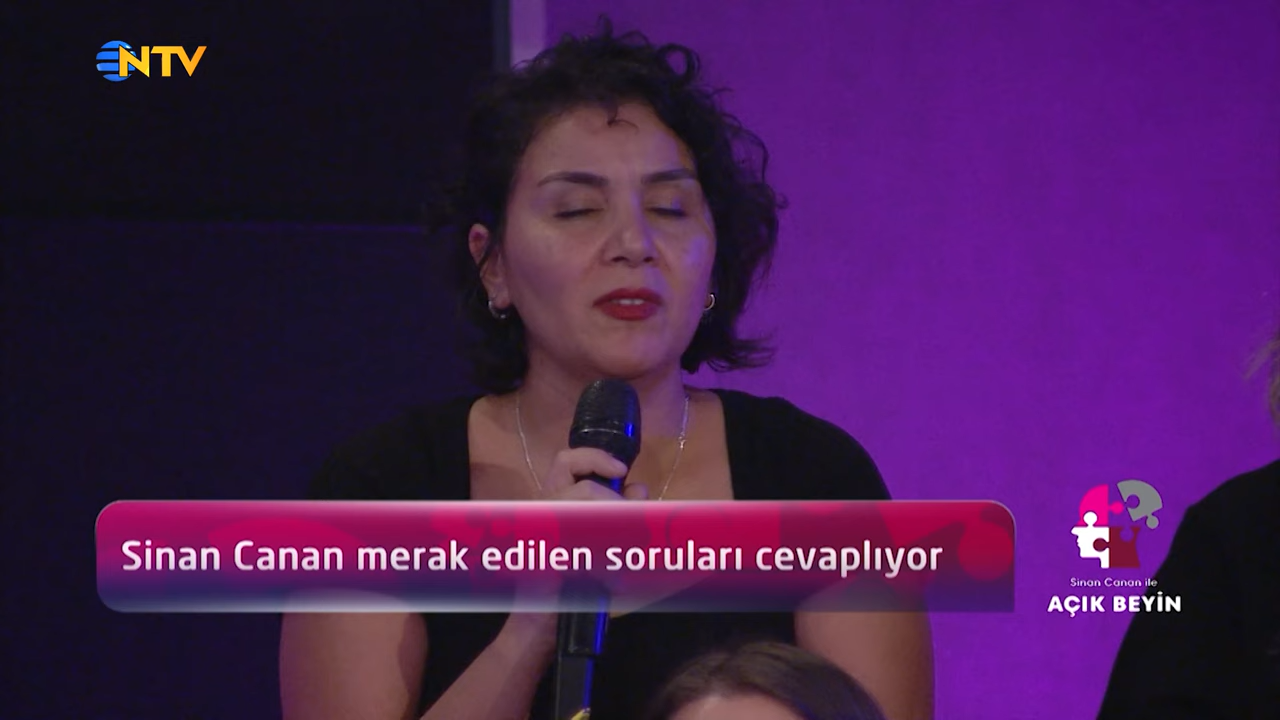 NTV
Sinan Canan merak edilen soruları cevaplıyor
Sinan Canan ile
AÇIK BEYİN